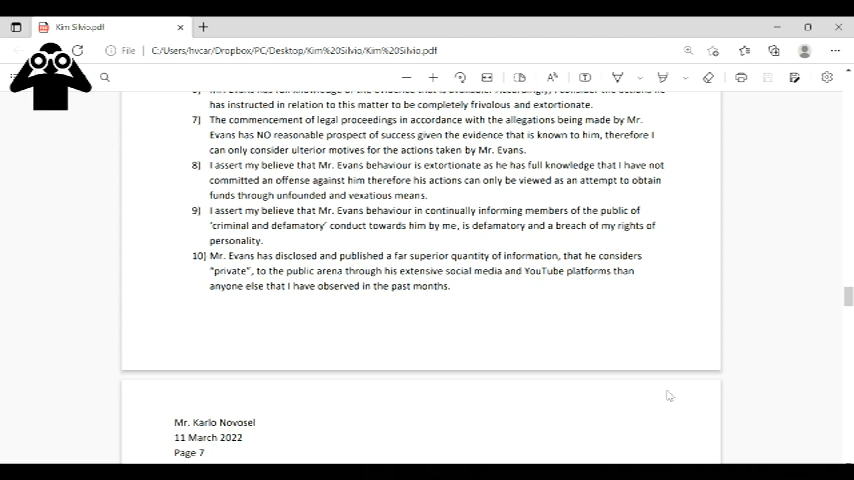 Kim Silvio.pdf
File | C:/Users/hvcar/Dropbox/PC/Desktop/Kim%20Silvio/Kim%20Silvio.pdf
6) Mr. Evans has full knowledge of the evidence that is available. Accordingly, I consider the actions he
has instructed in relation to this matter to be completely frivolous and extortionate.
7) The commencement of legal proceedings in accordance with the allegations being made by Mr.
Evans has NO reasonable prospect of success given the evidence that is known to him, therefore I
can only consider ulterior motives for the actions taken by Mr. Evans.
8) I assert my believe that Mr. Evans behaviour is extortionate as he has full knowledge that I have not
committed an offense against him therefore his actions can only be viewed as an attempt to obtain
funds through unfounded and vexatious means.
9) I assert my believe that Mr. Evans behaviour in continually informing members of the public of
'criminal and defamatory' conduct towards him by me, is defamatory and a breach of my rights of
personality.
10) Mr. Evans has disclosed and published a far superior quantity of information, that he considers
"private", to the public arena through his extensive social media and YouTube platforms than
anyone else that I have observed in the past months.
Mr. Karlo Novosel
11 March 2022
Page 7